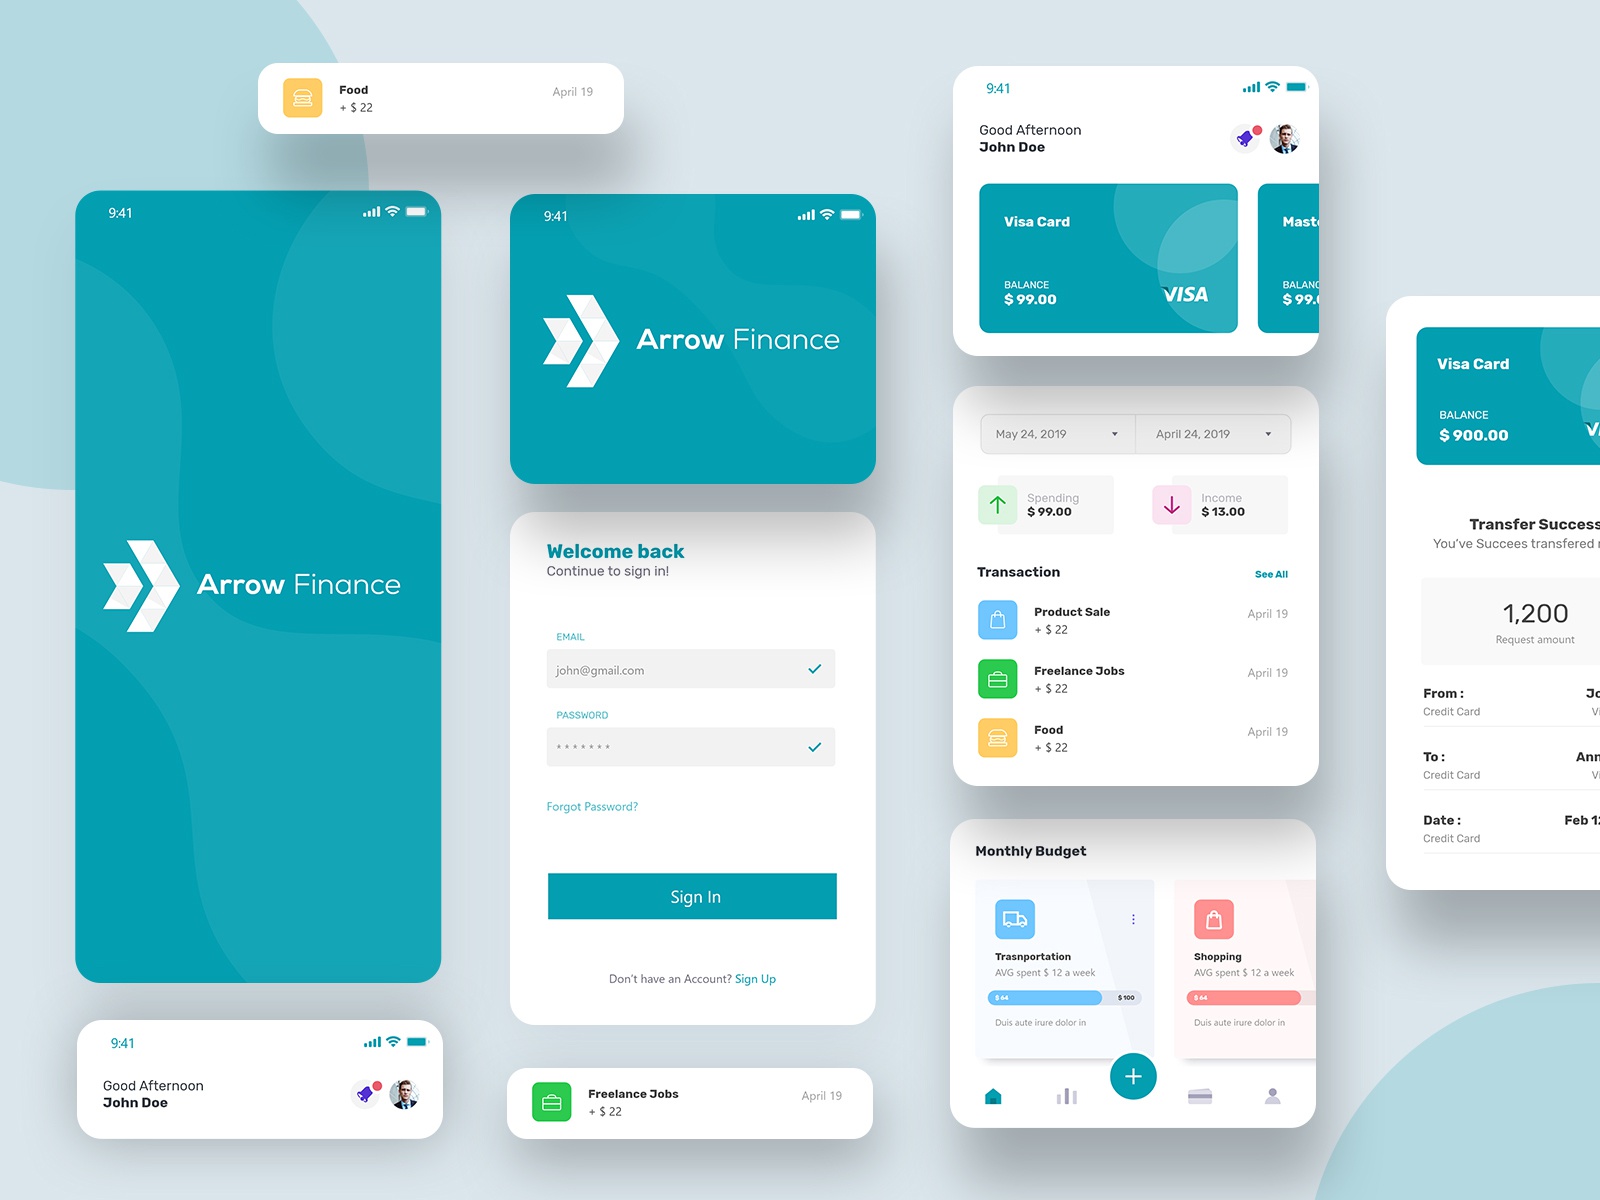 Food
April 19
+ $ 22
9:41
Arrow Finance
9:41
Good Afternoon
John Doe
9:41
Arrow Finance
Welcome back
Continue to sign in!
EMAIL
john@gmail.com
PASSWORD
* * * * * * *
Forgot Password?
Sign In
Don't have an Account? Sign Up
Freelance Jobs
April 19
+ $ 22
9:41
Good Afternoon
John Doe
Visa Card
BALANCE
$ 99.00
VISA
Maste
BALAN
$ 99.0
May 24, 2019
April 24, 2019
Spending
$ 99.00
Income
$ 13.00
Transaction
See All
Product Sale
April 19
+ $ 22
Freelance Jobs
April 19
+ $ 22
Food
April 19
+ $ 22
Monthly Budget
Trasnportation
AVG spent $ 12 a week
$ 64
$ 100
Duis aute irure dolor in
Shopping
AVG spent $ 12 a week
$ 64
Duis aute irure dolor in
Visa Card
BALANCE
$ 900.00
Transfer Success
You've Succees transfered
1,200
Request amount
From :
Jo
Credit Card
Vi
To :
Ann
Credit Card
Vi
Date :
Feb 12
Credit Card